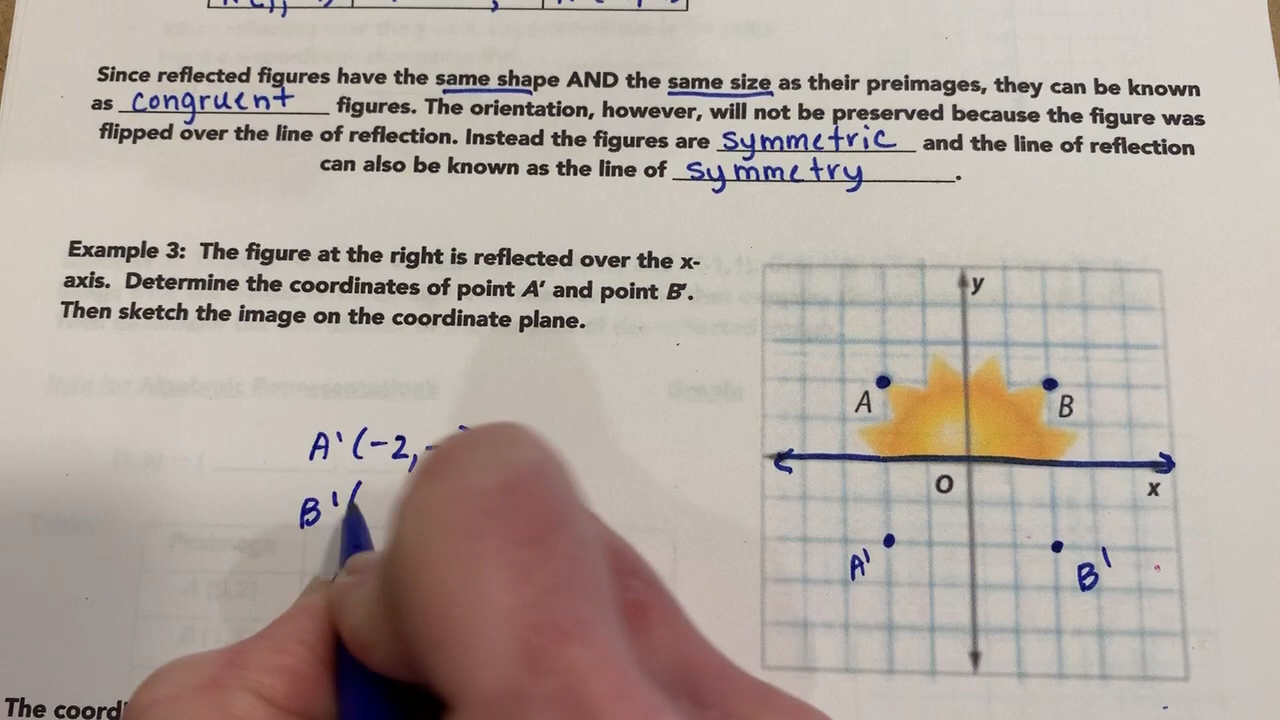 Since reflected figures have the same shape AND the same size as their preimages, they can be known
as congruent figures. The orientation, however, will not be preserved because the figure was
flipped over the line of reflection. Instead the figures are symmetric and the line of reflection
can also be known as the line of symmetry.
Example 3: The figure at the right is reflected over the x-
axis. Determine the coordinates of point A' and point B'.
Then sketch the image on the coordinate plane.
y
A
B
O
x
A'
B'
A'(-2,-
B'(
The coordi